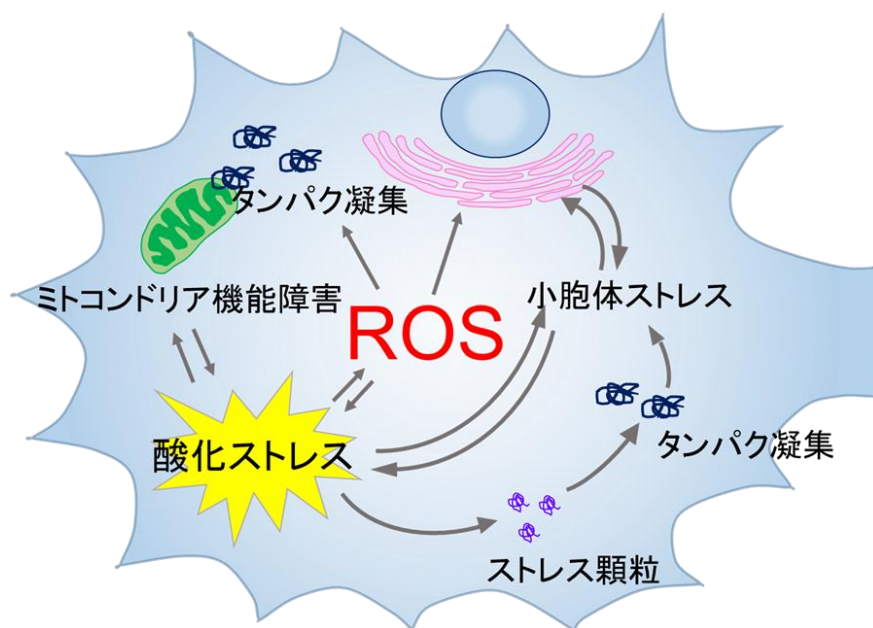 タンパク凝集
ミトコンドリア機能障害
小胞体ストレス
ROS
酸化ストレス
タンパク凝集
ストレス顆粒